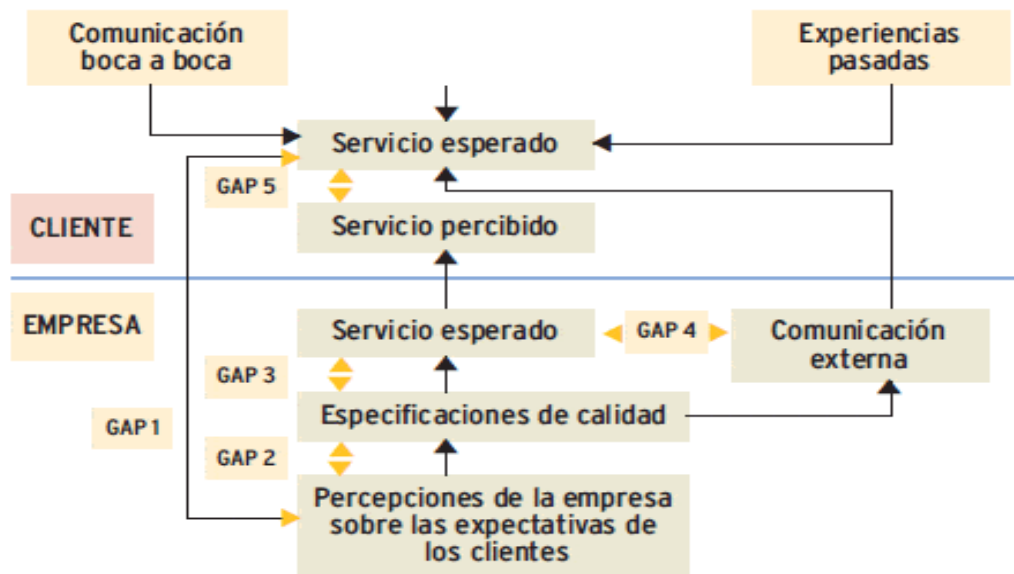 Comunicación
boca a boca
Experiencias
pasadas
Servicio esperado
GAP 5
CLIENTE
Servicio percibido
EMPRESA
Servicio esperado
GAP 4
Comunicación
externa
GAP 3
Especificaciones de calidad
GAP 1
GAP 2
Percepciones de la empresa
sobre las expectativas de
los clientes